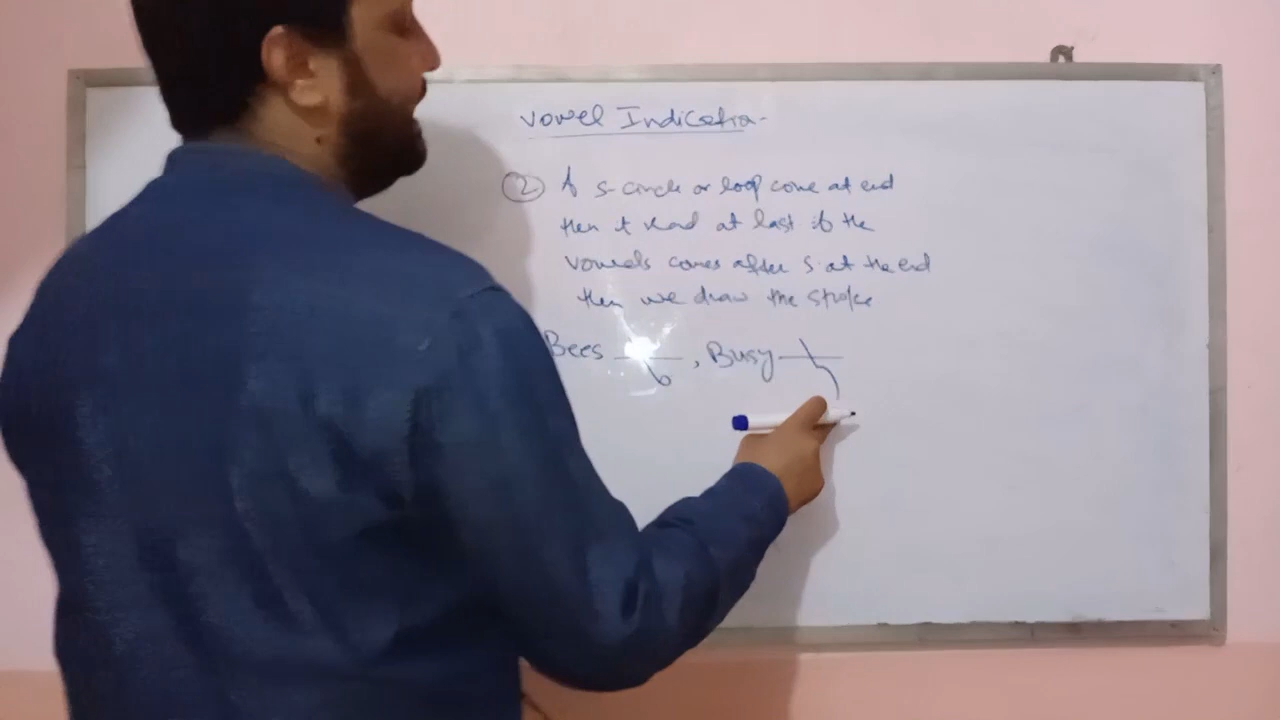 Vowel Indication
② A s-circle or loop come at end
then it read at last if the
vowels comes after s at the end
then we draw the stroke
Bees , Busy